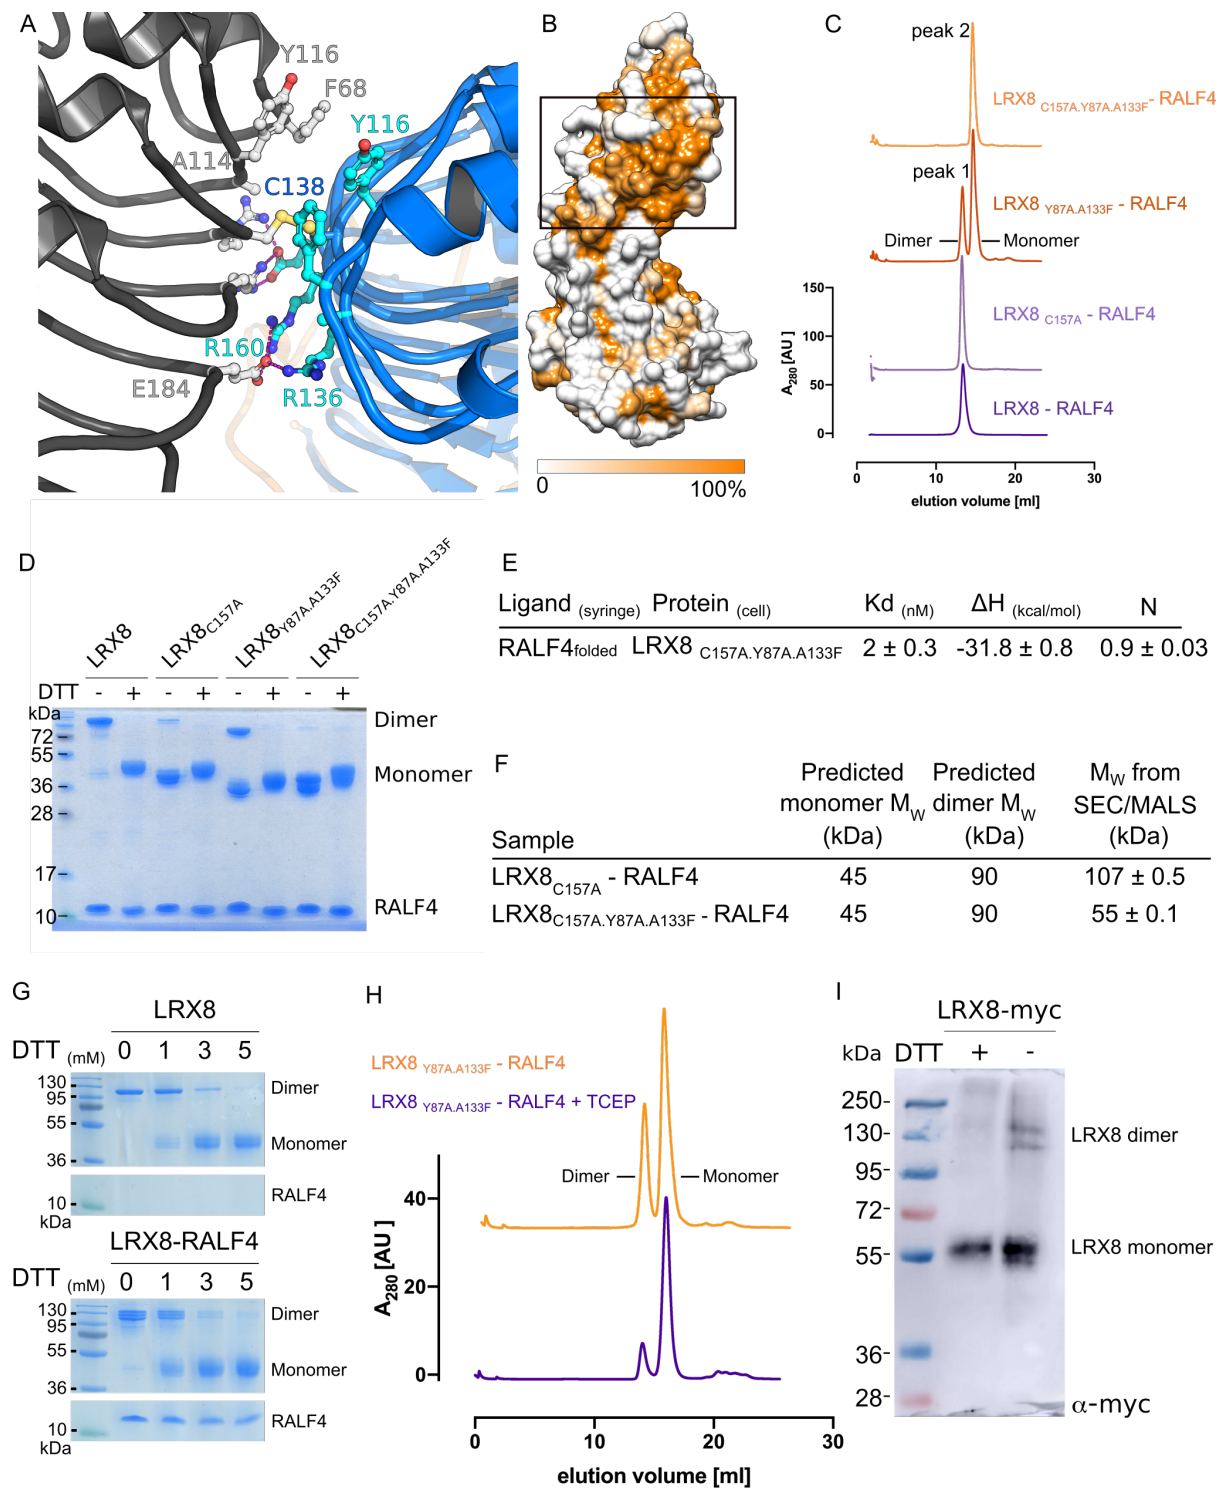 A
Y116
F68
Y116
A114
C138
R160
E184
R136
B
0
100%
C
peak 2
LRX8 C157A.Y87A.A133F - RALF4
peak 1
LRX8 Y87A.A133F - RALF4
Dimer
Monomer
LRX8 C157A - RALF4
LRX8 - RALF4
A280 [AU]
150
100
50
0
0 10 20 30
elution volume [ml]
D
LRX8
LRX8C157A
LRX8Y87A.A133F
LRX8C157A.Y87A.A133F
DTT - + - + - + - +
kDa
72
55
36
28
17
10
Dimer
Monomer
RALF4
E
Ligand (syringe) Protein (cell) Kd (nM) ΔH (kcal/mol) N
RALF4folded LRX8 C157A.Y87A.A133F 2 ± 0.3 -31.8 ± 0.8 0.9 ± 0.03
F
Sample
Predicted monomer MW (kDa)
Predicted dimer MW (kDa)
MW from SEC/MALS (kDa)
LRX8C157A - RALF4 45 90 107 ± 0.5
LRX8C157A.Y87A.A133F - RALF4 45 90 55 ± 0.1
G
LRX8
DTT (mM) 0 1 3 5
130
95
55
36
10
kDa
Dimer
Monomer
RALF4
LRX8-RALF4
DTT (mM) 0 1 3 5
130
95
55
36
10
kDa
Dimer
Monomer
RALF4
H
LRX8 Y87A.A133F - RALF4
LRX8 Y87A.A133F - RALF4 + TCEP
Dimer
Monomer
A280 [AU]
40
20
0
0 10 20 30
elution volume [ml]
I
LRX8-myc
kDa DTT + -
250-
130-
95-
72-
55-
36-
28-
LRX8 dimer
LRX8 monomer
α-myc